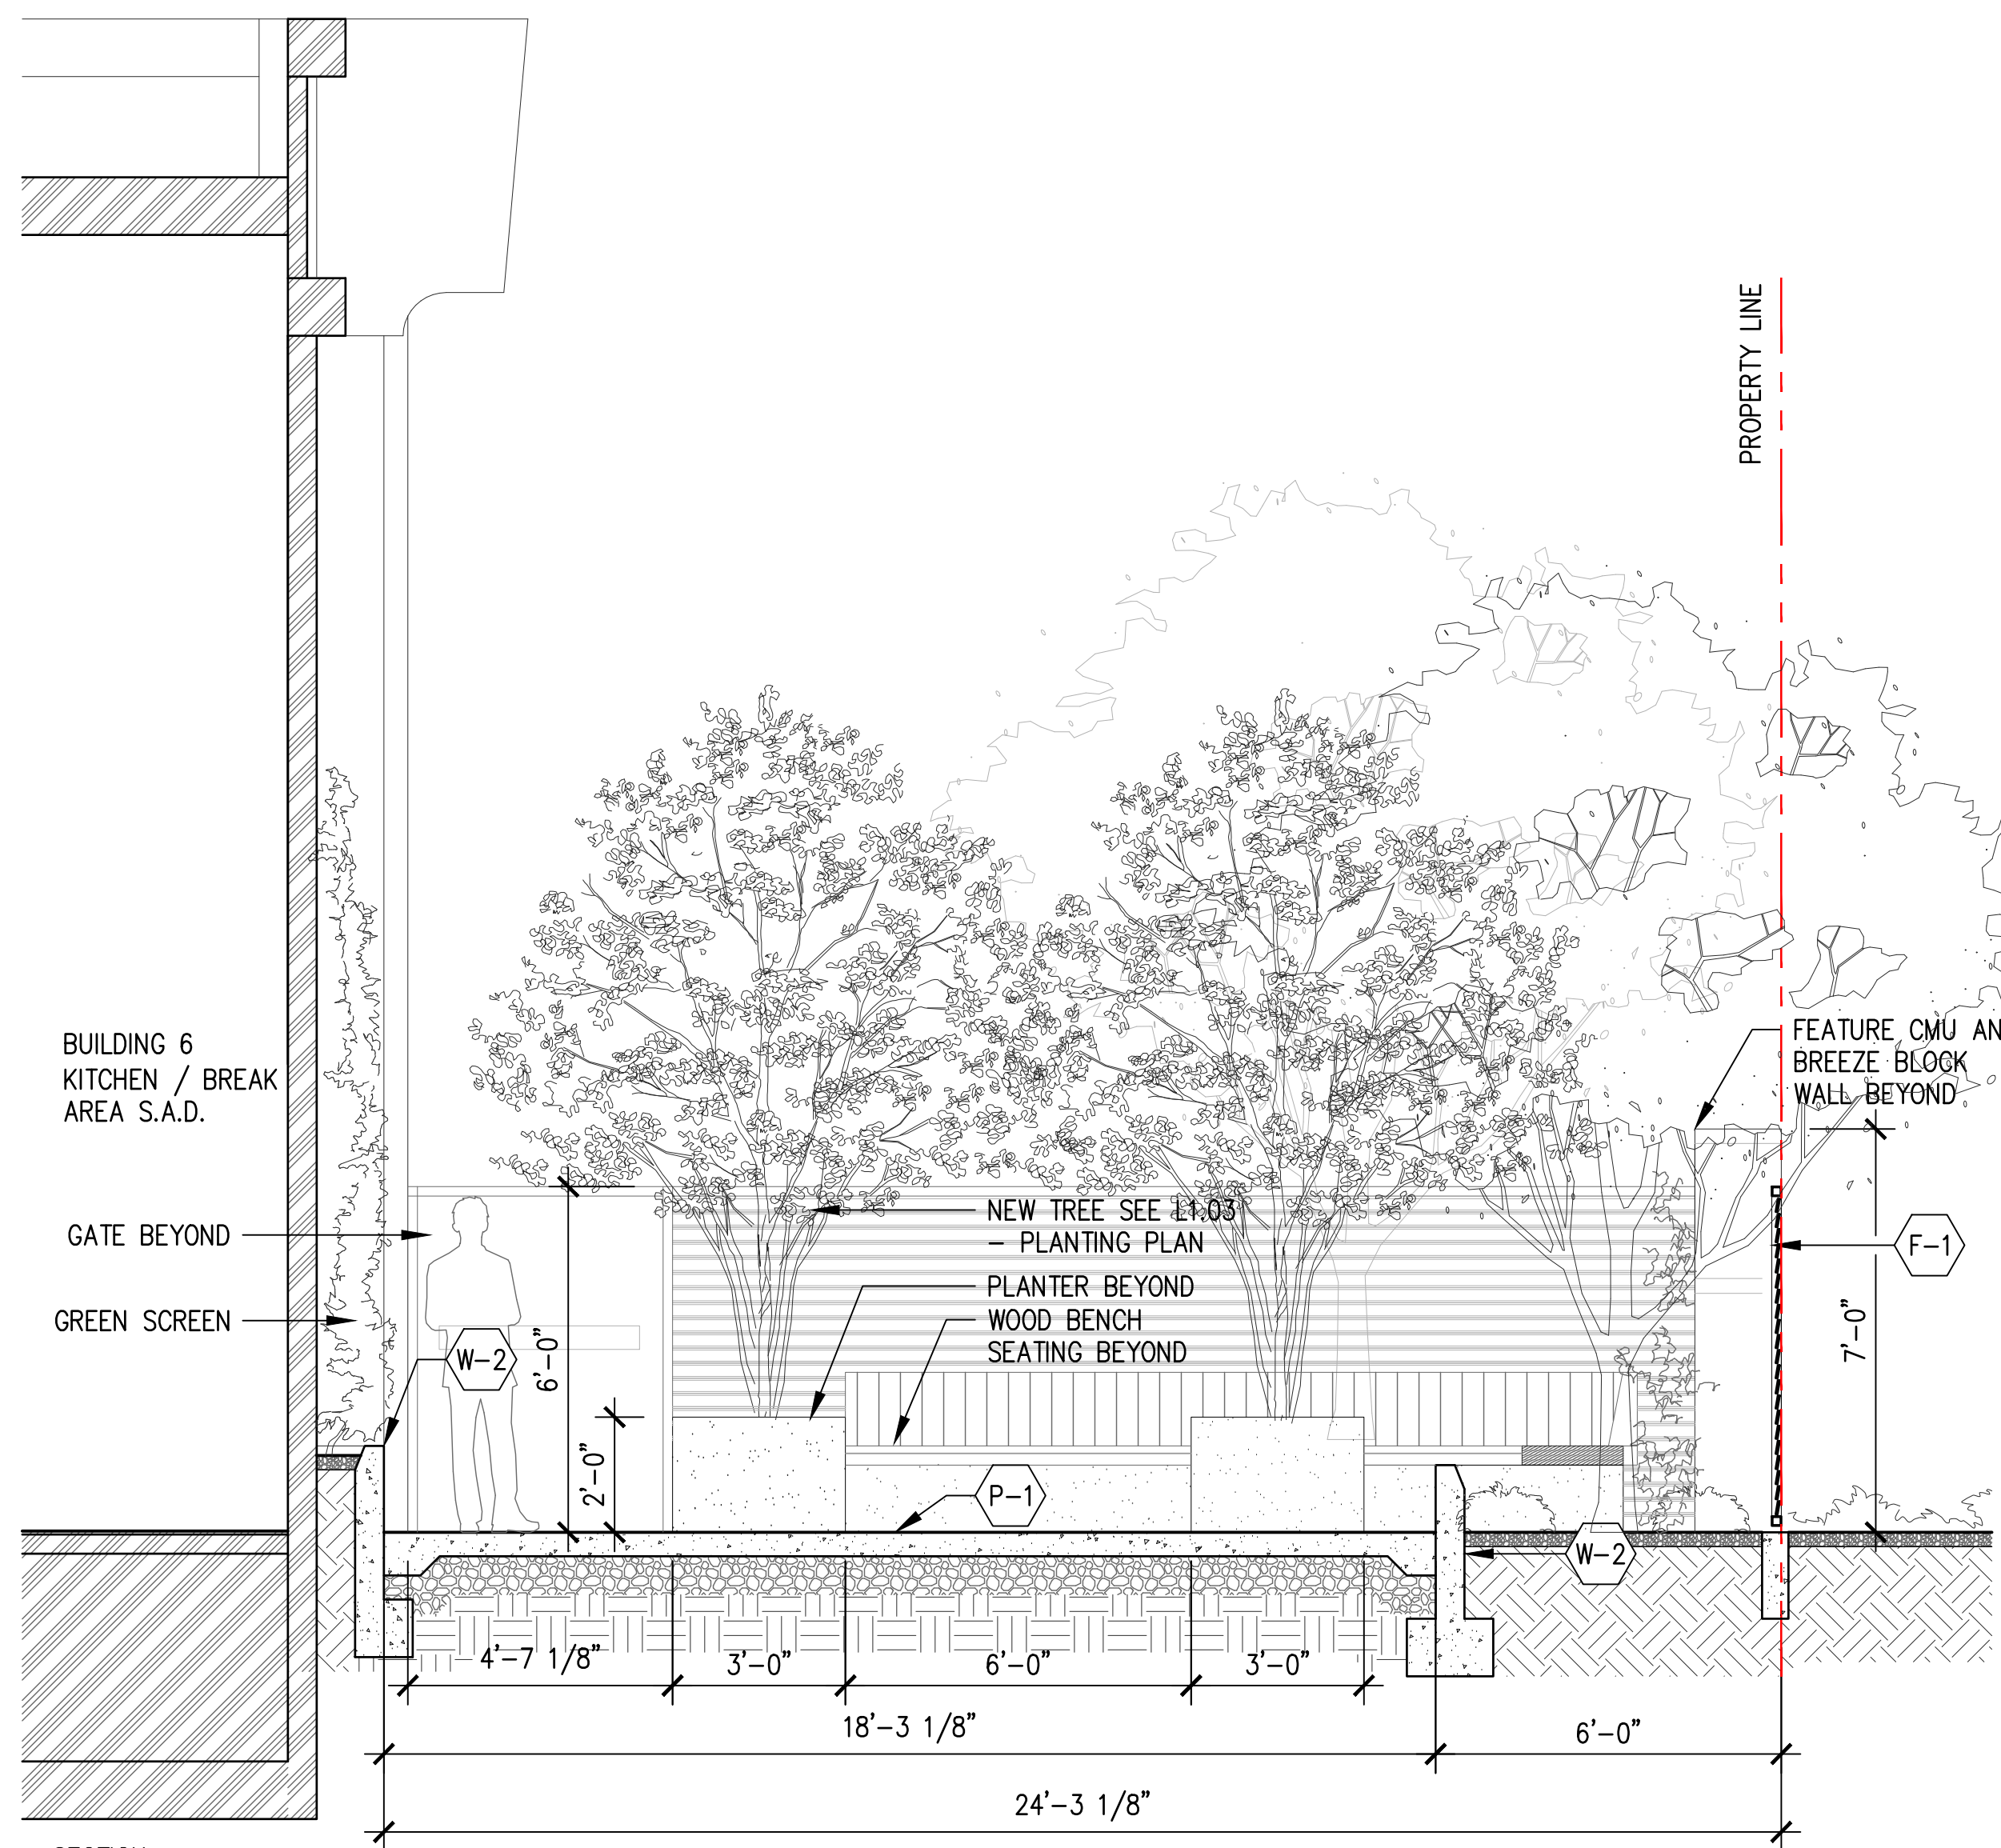 PROPERTY LINE
BUILDING 6
KITCHEN / BREAK
AREA S.A.D.
FEATURE CMU AN
BREEZE BLOCK
WALL BEYOND
GATE BEYOND
NEW TREE SEE L1.03
– PLANTING PLAN
F-1
PLANTER BEYOND
GREEN SCREEN
WOOD BENCH
SEATING BEYOND
W-2
6'-0"
7'-0"
2'-0"
P-1
W-2
4'-7 1/8"
3'-0"
6'-0"
3'-0"
18'-3 1/8"
6'-0"
24'-3 1/8"